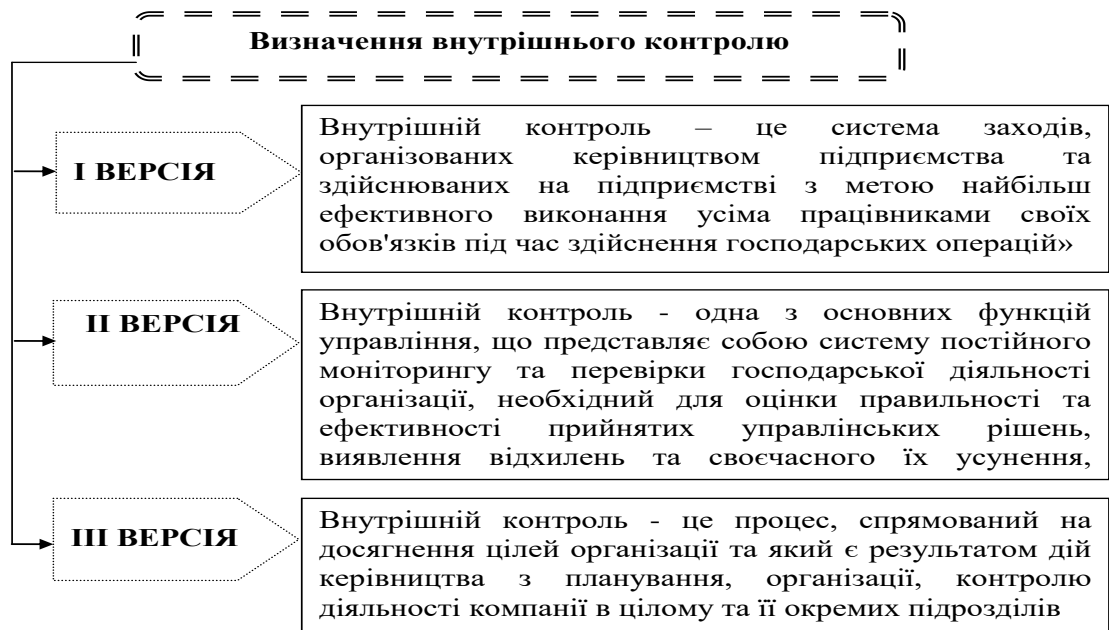 Визначення внутрішнього контролю
І ВЕРСІЯ
Внутрішній контроль – це система заходів,
організованих керівництвом підприємства та
здійснюваних на підприємстві з метою найбільш
ефективного виконання усіма працівниками своїх
обов'язків під час здійснення господарських операцій»
ІІ ВЕРСІЯ
Внутрішній контроль - одна з основних функцій
управління, що представляє собою систему постійного
моніторингу та перевірки господарської діяльності
організації, необхідний для оцінки правильності та
ефективності прийнятих управлінських рішень,
виявлення відхилень та своєчасного їх усунення,
ІІІ ВЕРСІЯ
Внутрішній контроль - це процес, спрямований на
досягнення цілей організації та який є результатом дій
керівництва з планування, організації, контролю
діяльності компанії в цілому та її окремих підрозділів